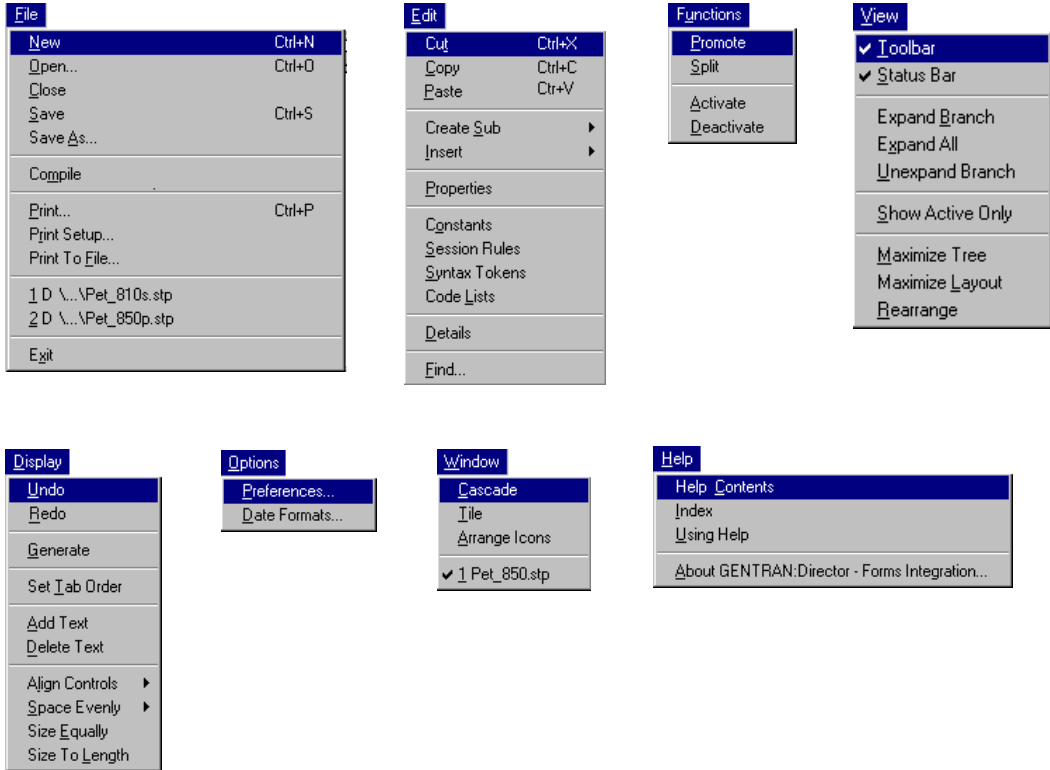 File
New Ctrl+N
Open... Ctrl+O
Close
Save Ctrl+S
Save As...
Compile
Print... Ctrl+P
Print Setup...
Print To File...
1 D \...\Pet_810s.stp
2 D \...\Pet_850p.stp
Exit
Edit
Cut Ctrl+X
Copy Ctrl+C
Paste Ctr+V
Create Sub
Insert
Properties
Constants
Session Rules
Syntax Tokens
Code Lists
Details
Find...
Functions
Promote
Split
Activate
Deactivate
View
Toolbar
Status Bar
Expand Branch
Expand All
Unexpand Branch
Show Active Only
Maximize Tree
Maximize Layout
Rearrange
Display
Undo
Redo
Generate
Set Tab Order
Add Text
Delete Text
Align Controls
Space Evenly
Size Equally
Size To Length
Options
Preferences...
Date Formats...
Window
Cascade
Tile
Arrange Icons
1 Pet_850.stp
Help
Help Contents
Index
Using Help
About GENTRAN:Director - Forms Integration...